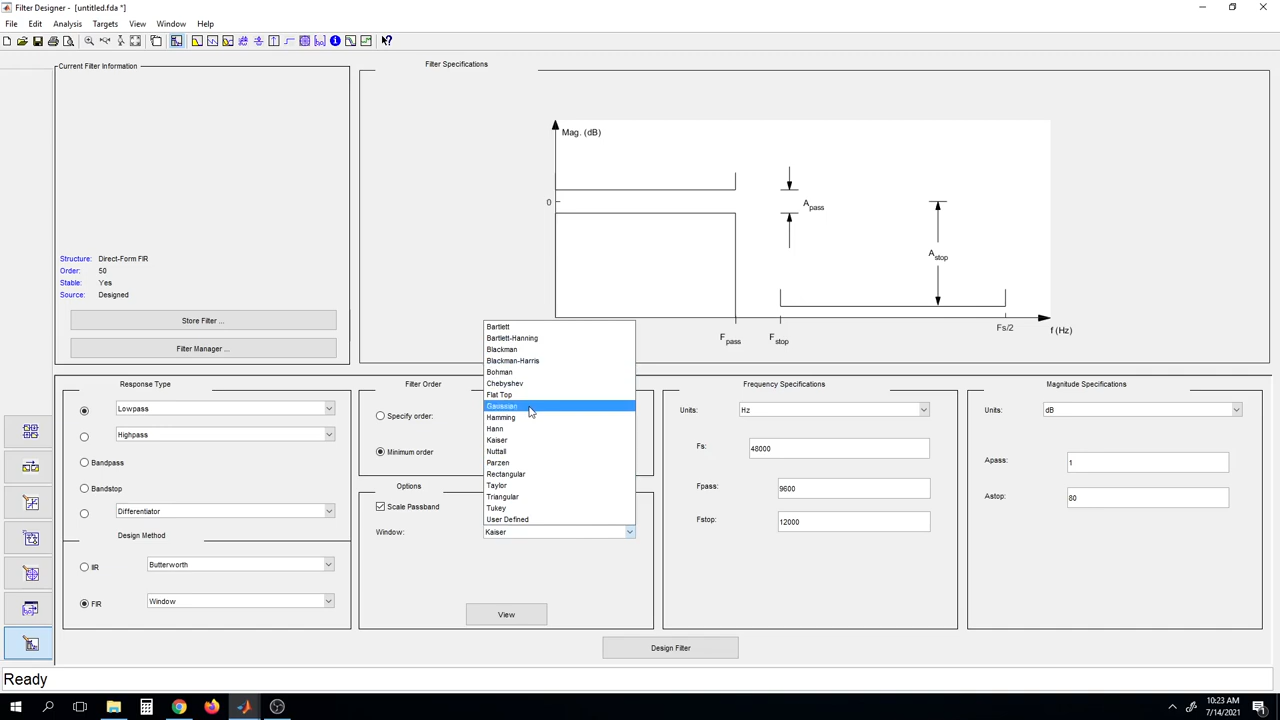 Filter Designer - [untitled.fda *]
File Edit Analysis Targets View Window Help
Current Filter Information
Structure: Direct-Form FIR
Order: 50
Stable: Yes
Source: Designed
Store Filter ...
Filter Manager ...
Filter Specifications
Mag. (dB)
0
Apass
Astop
Fpass
Fstop
Fs/2
f (Hz)
Response Type
Lowpass
Highpass
Bandpass
Bandstop
Differentiator
Design Method
IIR Butterworth
FIR Window
Filter Order
Specify order:
Minimum order
Options
Scale Passband
Window: Kaiser
Bartlett
Bartlett-Hanning
Blackman
Blackman-Harris
Bohman
Chebyshev
Flat Top
Gaussian
Hamming
Hann
Kaiser
Nuttall
Parzen
Rectangular
Taylor
Triangular
Tukey
User Defined
View
Frequency Specifications
Units: Hz
Fs: 48000
Fpass: 9600
Fstop: 12000
Magnitude Specifications
Units: dB
Apass: 1
Astop: 80
Design Filter
Ready
10:23 AM
7/14/2021